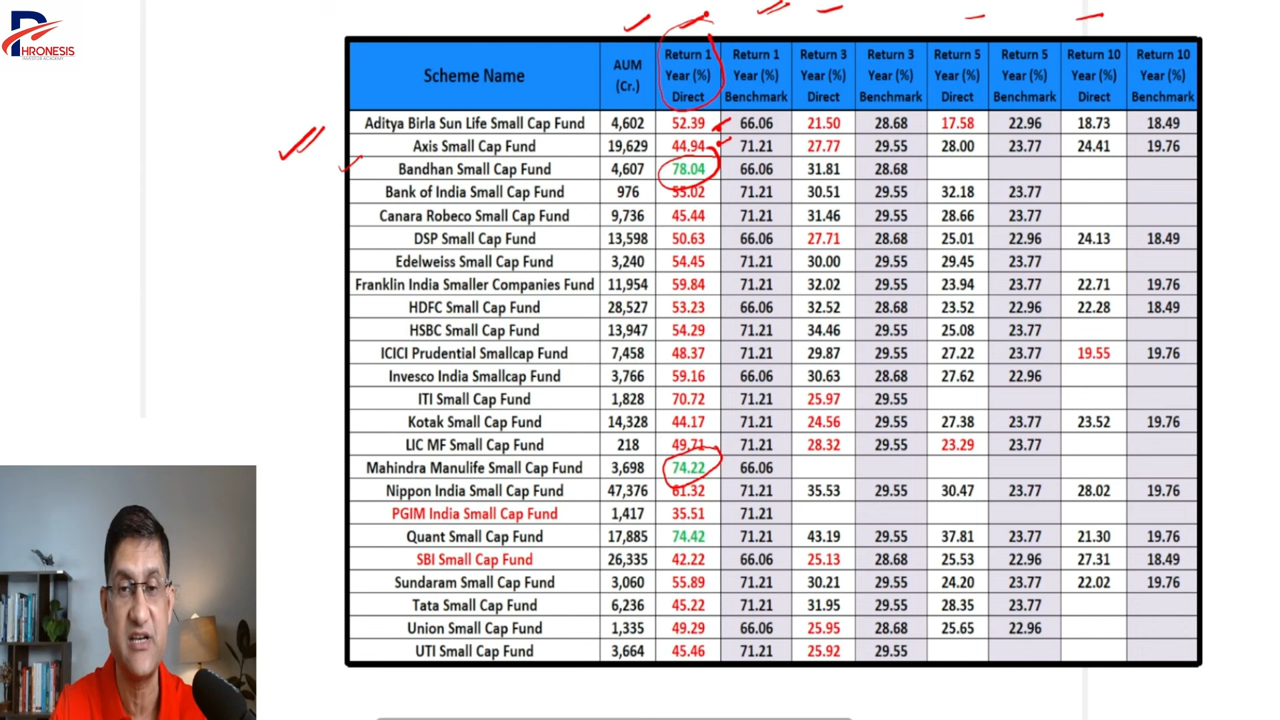 PHRONESIS
INVESTOR ACADEMY
Scheme Name AUM (Cr.) Return 1 Year (%) Direct Return 1 Year (%) Benchmark Return 3 Year (%) Direct Return 3 Year (%) Benchmark Return 5 Year (%) Direct Return 5 Year (%) Benchmark Return 10 Year (%) Direct Return 10 Year (%) Benchmark
Aditya Birla Sun Life Small Cap Fund 4,602 52.39 66.06 21.50 28.68 17.58 22.96 18.73 18.49
Axis Small Cap Fund 19,629 44.94 71.21 27.77 29.55 28.00 23.77 24.41 19.76
Bandhan Small Cap Fund 4,607 78.04 66.06 31.81 28.68
Bank of India Small Cap Fund 976 55.02 71.21 30.51 29.55 32.18 23.77
Canara Robeco Small Cap Fund 9,736 45.44 71.21 31.46 29.55 28.66 23.77
DSP Small Cap Fund 13,598 50.63 66.06 27.71 28.68 25.01 22.96 24.13 18.49
Edelweiss Small Cap Fund 3,240 54.45 71.21 30.00 29.55 29.45 23.77
Franklin India Smaller Companies Fund 11,954 59.84 71.21 32.02 29.55 23.94 23.77 22.71 19.76
HDFC Small Cap Fund 28,527 53.23 66.06 32.52 28.68 23.52 22.96 22.28 18.49
HSBC Small Cap Fund 13,947 54.29 71.21 34.46 29.55 25.08 23.77
ICICI Prudential Smallcap Fund 7,458 48.37 71.21 29.87 29.55 27.22 23.77 19.55 19.76
Invesco India Smallcap Fund 3,766 59.16 66.06 30.63 28.68 27.62 22.96
ITI Small Cap Fund 1,828 70.72 71.21 25.97 29.55
Kotak Small Cap Fund 14,328 44.17 71.21 24.56 29.55 27.38 23.77 23.52 19.76
LIC MF Small Cap Fund 218 49.71 71.21 28.32 29.55 23.29 23.77
Mahindra Manulife Small Cap Fund 3,698 74.22 66.06
Nippon India Small Cap Fund 47,376 61.32 71.21 35.53 29.55 30.47 23.77 28.02 19.76
PGIM India Small Cap Fund 1,417 35.51 71.21
Quant Small Cap Fund 17,885 74.42 71.21 43.19 29.55 37.81 23.77 21.30 19.76
SBI Small Cap Fund 26,335 42.22 66.06 25.13 28.68 25.53 22.96 27.31 18.49
Sundaram Small Cap Fund 3,060 55.89 71.21 30.21 29.55 24.20 23.77 22.02 19.76
Tata Small Cap Fund 6,236 45.22 71.21 31.95 29.55 28.35 23.77
Union Small Cap Fund 1,335 49.29 66.06 25.95 28.68 25.65 22.96
UTI Small Cap Fund 3,664 45.46 71.21 25.92 29.55